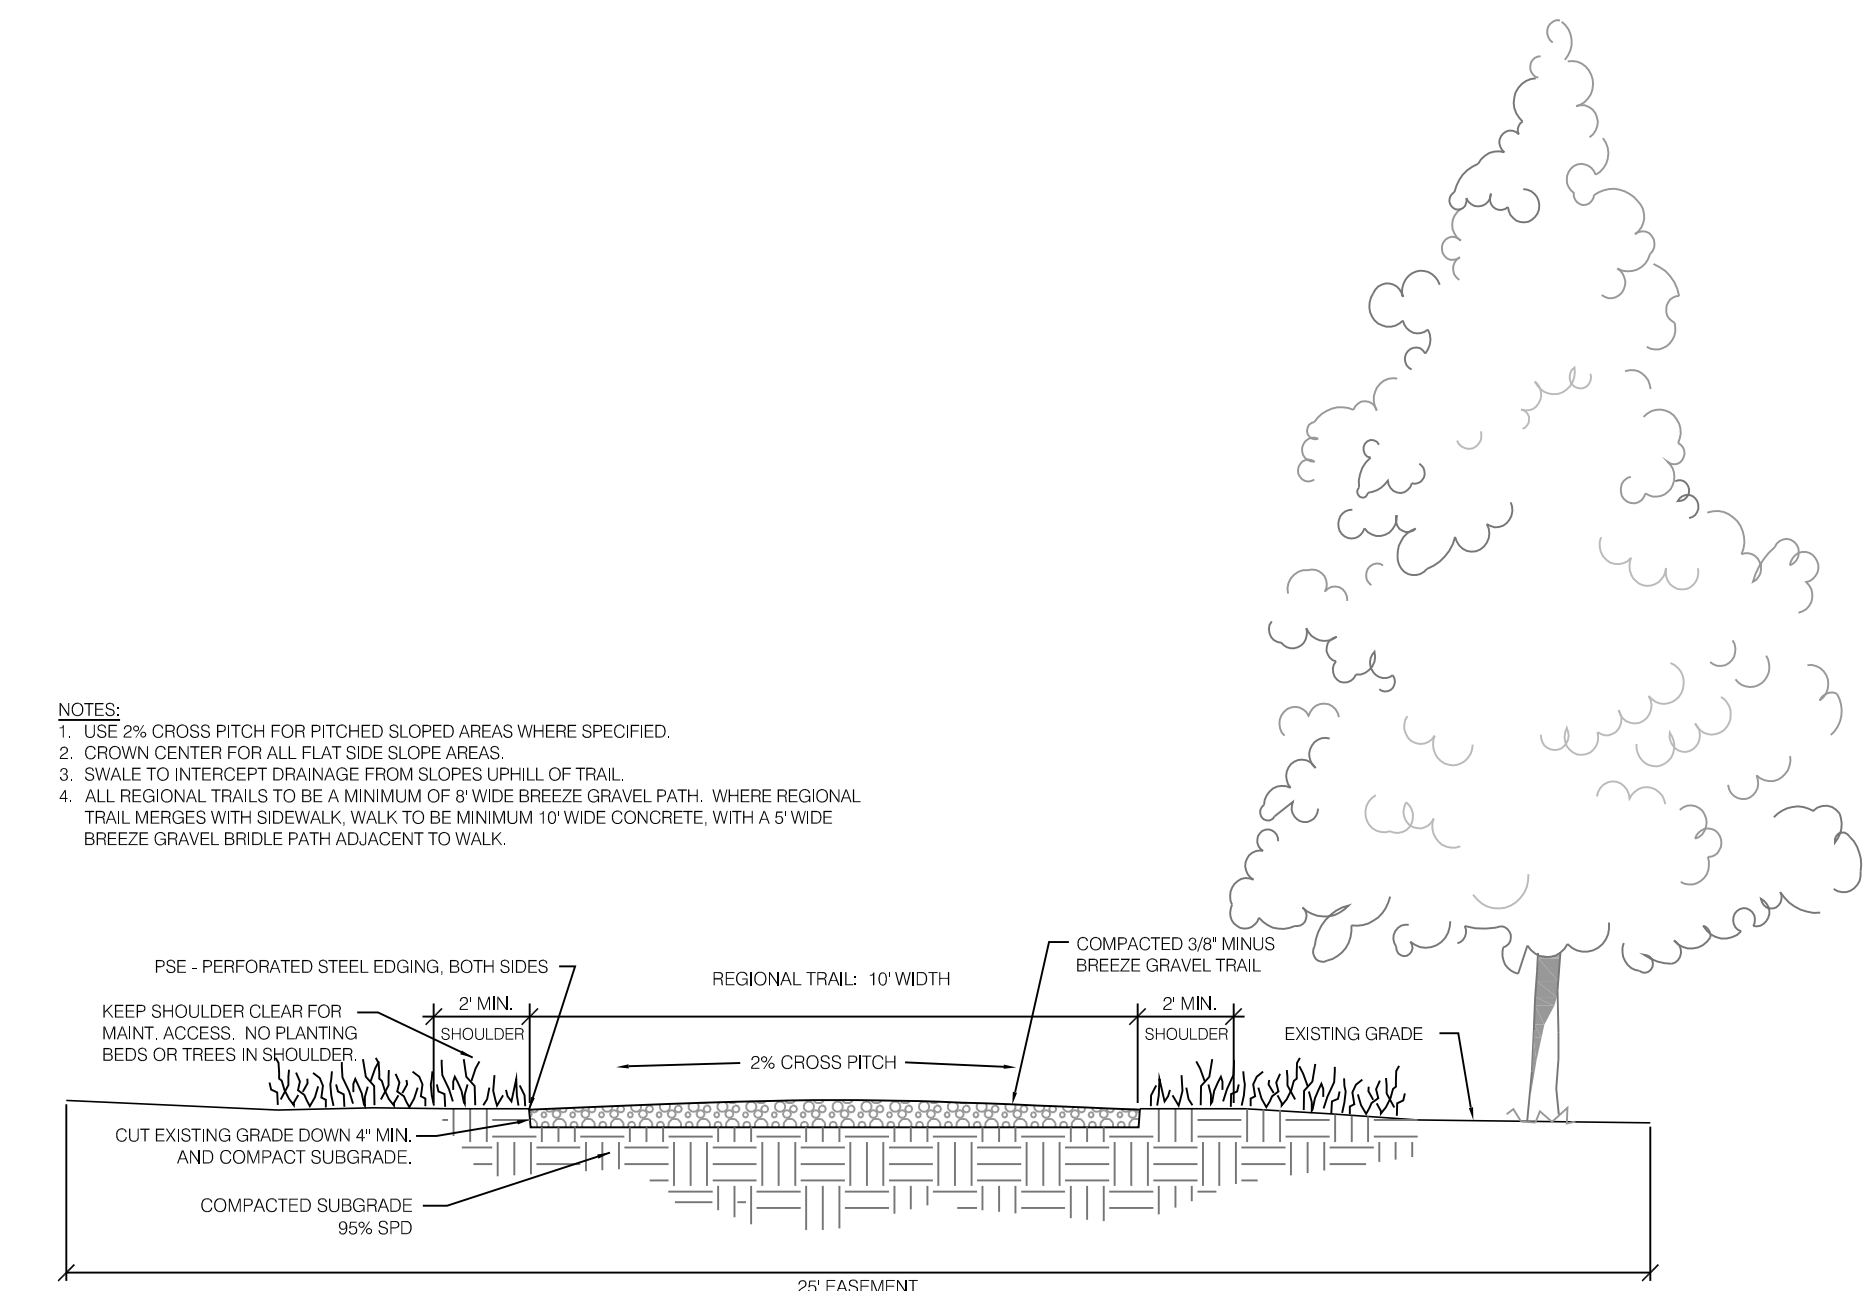 NOTES:
1. USE 2% CROSS PITCH FOR PITCHED SLOPED AREAS WHERE SPECIFIED.
2. CROWN CENTER FOR ALL FLAT SIDE SLOPE AREAS.
3. SWALE TO INTERCEPT DRAINAGE FROM SLOPES UPHILL OF TRAIL.
4. ALL REGIONAL TRAILS TO BE A MINIMUM OF 8' WIDE BREEZE GRAVEL PATH. WHERE REGIONAL
TRAIL MERGES WITH SIDEWALK, WALK TO BE MINIMUM 10' WIDE CONCRETE, WITH A 5' WIDE
BREEZE GRAVEL BRIDLE PATH ADJACENT TO WALK.
PSE - PERFORATED STEEL EDGING, BOTH SIDES
REGIONAL TRAIL: 10' WIDTH
COMPACTED 3/8" MINUS
BREEZE GRAVEL TRAIL
KEEP SHOULDER CLEAR FOR
MAINT. ACCESS. NO PLANTING
BEDS OR TREES IN SHOULDER.
2' MIN.
SHOULDER
2% CROSS PITCH
2' MIN.
SHOULDER
EXISTING GRADE
CUT EXISTING GRADE DOWN 4" MIN.
AND COMPACT SUBGRADE.
COMPACTED SUBGRADE
95% SPD
25' EASEMENT